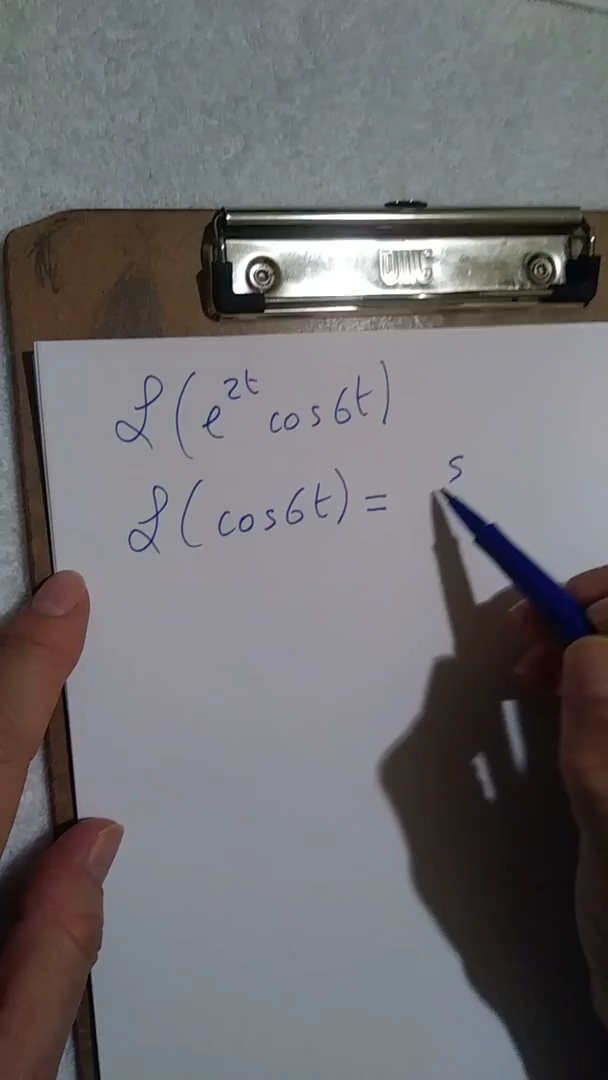 ℒ(e^{2t} cos6t)
ℒ(cos6t) = s